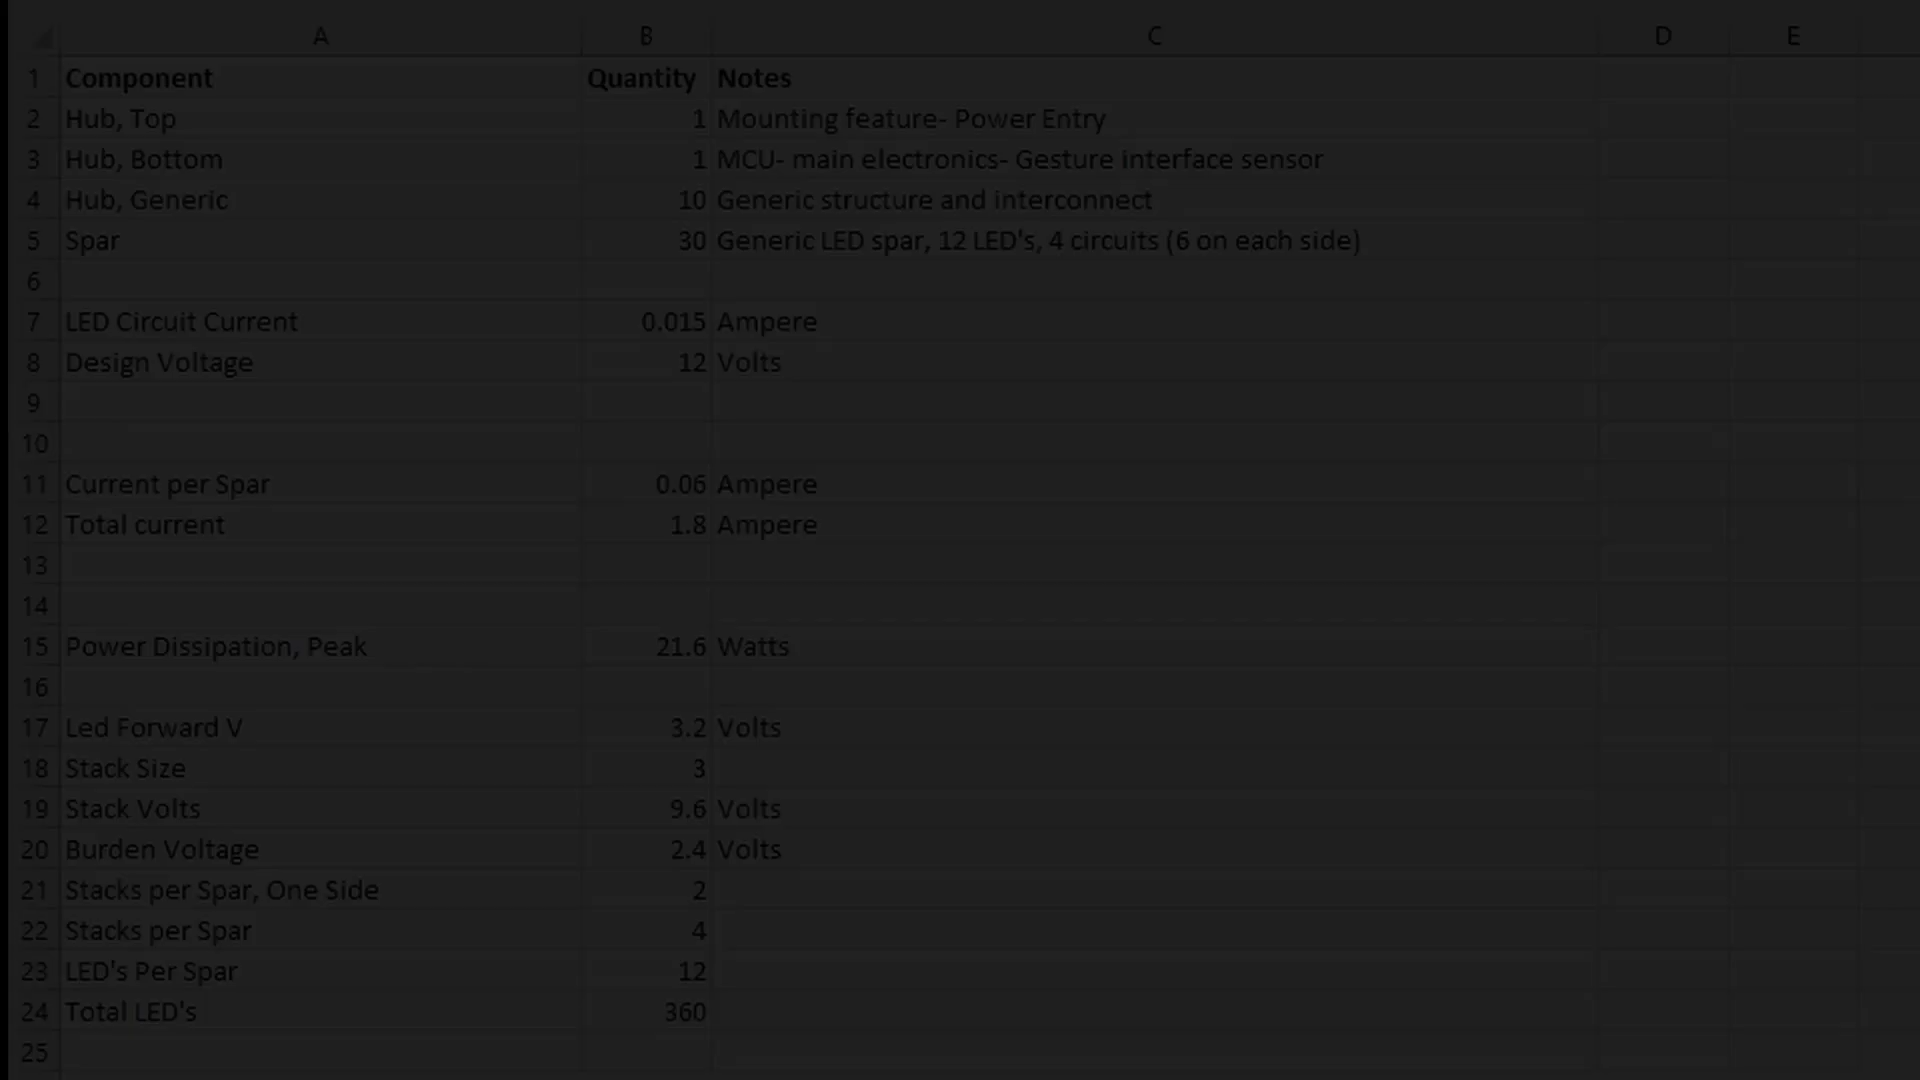 A B C D E
1 Component Quantity Notes
2 Hub, Top 1 Mounting feature- Power Entry
3 Hub, Bottom 1 MCU- main electronics- Gesture interface sensor
4 Hub, Generic 10 Generic structure and interconnect
5 Spar 30 Generic LED spar, 12 LED's, 4 circuits (6 on each side)
6
7 LED Circuit Current 0.015 Ampere
8 Design Voltage 12 Volts
9
10
11 Current per Spar 0.06 Ampere
12 Total current 1.8 Ampere
13
14
15 Power Dissipation, Peak 21.6 Watts
16
17 Led Forward V 3.2 Volts
18 Stack Size 3
19 Stack Volts 9.6 Volts
20 Burden Voltage 2.4 Volts
21 Stacks per Spar, One Side 2
22 Stacks per Spar 4
23 LED's Per Spar 12
24 Total LED's 360
25